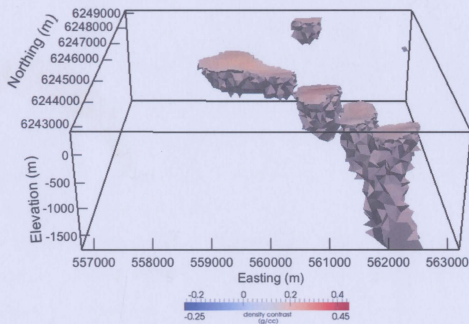 6249000
6248000
6247000
6246000
6245000
6244000
6243000
Northing (m)
0
-500
-1000
-1500
Elevation (m)
557000 558000 559000 560000 561000 562000 563000
Easting (m)
-0.2 0 0.2 0.4
density contrast
-0.25 (g/cc) 0.45